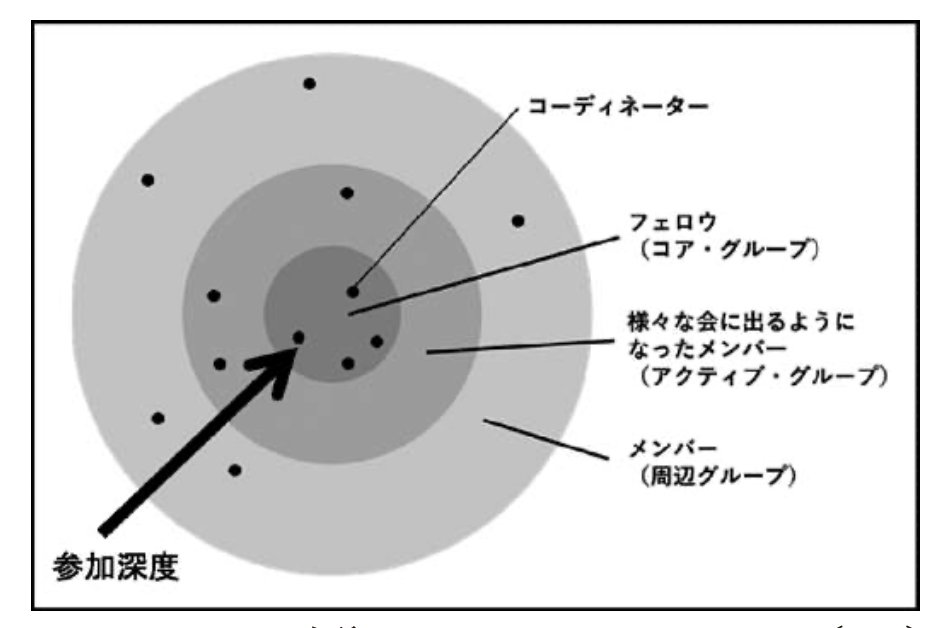 コーディネーター
フェロウ
(コア・グループ)
様々な会に出るように
なったメンバー
(アクティブ・グループ)
メンバー
(周辺グループ)
参加深度